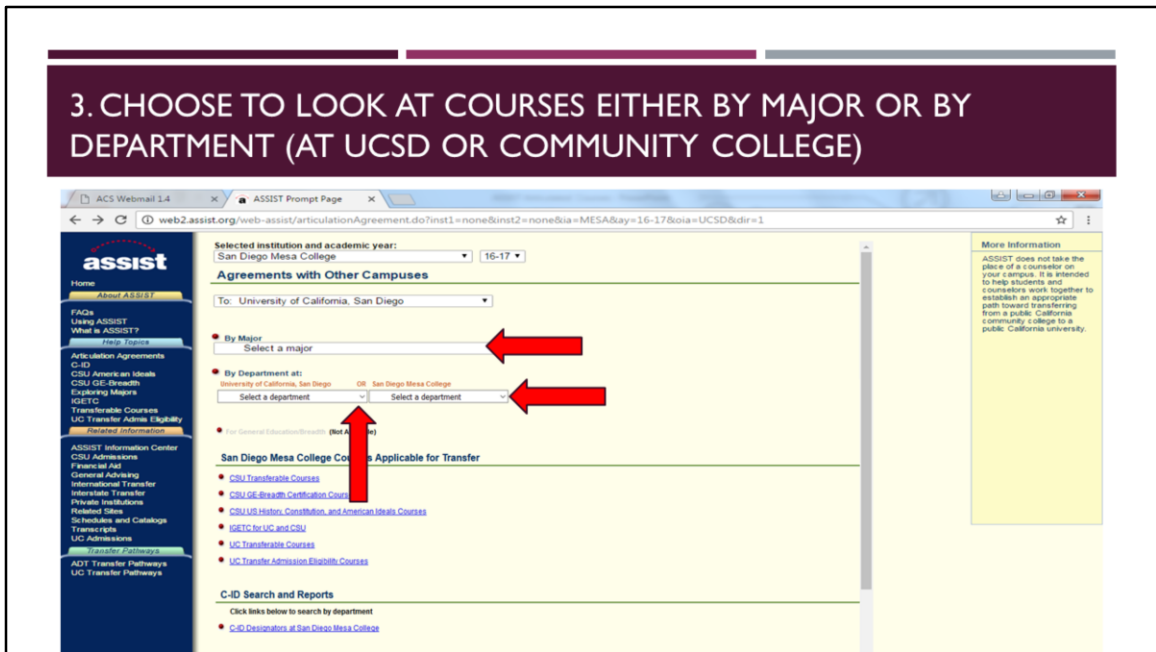 3. CHOOSE TO LOOK AT COURSES EITHER BY MAJOR OR BY
DEPARTMENT (AT UCSD OR COMMUNITY COLLEGE)
ACS Webmail 1.4
ASSIST Prompt Page
web2.assist.org/web-assist/articulationAgreement.do?inst1=none&inst2=none&ia=MESA&ay=16-17&oia=UCSD&dir=1
assist
Home
About ASSIST
FAQs
Using ASSIST
What is ASSIST?
Help Topics
Articulation Agreements
C-ID
CSU American Ideals
CSU GE-Breadth
Exploring Majors
IGETC
Transferable Courses
UC Transfer Admis Eligibility
Related Information
ASSIST Information Center
CSU Admissions
Financial Aid
General Advising
International Transfer
Interstate Transfer
Private Institutions
Related Sites
Schedules and Catalogs
Transcripts
UC Admissions
Transfer Pathways
ADT Transfer Pathways
UC Transfer Pathways
Selected institution and academic year:
San Diego Mesa College 16-17
Agreements with Other Campuses
To: University of California, San Diego
By Major
Select a major
By Department at:
University of California, San Diego OR San Diego Mesa College
Select a department Select a department
For General Education/Breadth (Not
San Diego Mesa College Applicable for Transfer
CSU Transferable Courses
CSU GE-Breadth Certification
CSU US History, Constitution, and American Ideals Courses
IGETC for UC and CSU
UC Transferable Courses
UC Transfer Admission Eligibility Courses
C-ID Search and Reports
Click links below to search by department
C-ID Designators at San Diego Mesa College
More Information
ASSIST does not take the
place of a counselor on
your campus. It is intended
to help students and
counselors work together to
establish an appropriate
path toward transferring
from a public California
community college to a
public California university.